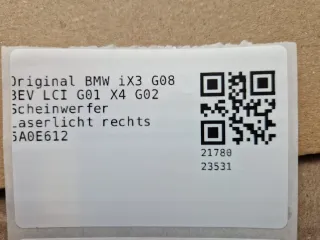 Original BMW iX3 G08
BEV LCI G01 X4 G02
Scheinwerfer
Laserlicht rechts
5A0E612
21780
23531